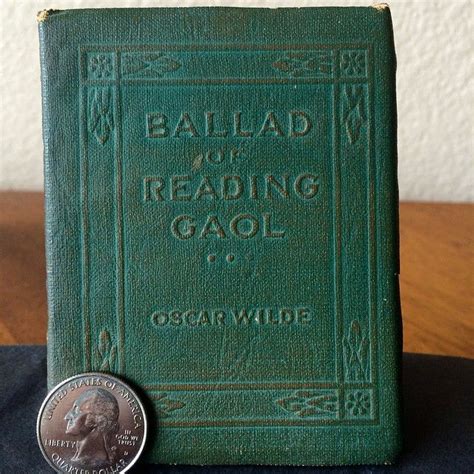 BALLAD
OF
READING
GAOL
OSCAR WILDE
UNITED STATES OF AMERICA
LIBERTY
IN
GOD WE
TRUST
QUARTER DOLLAR